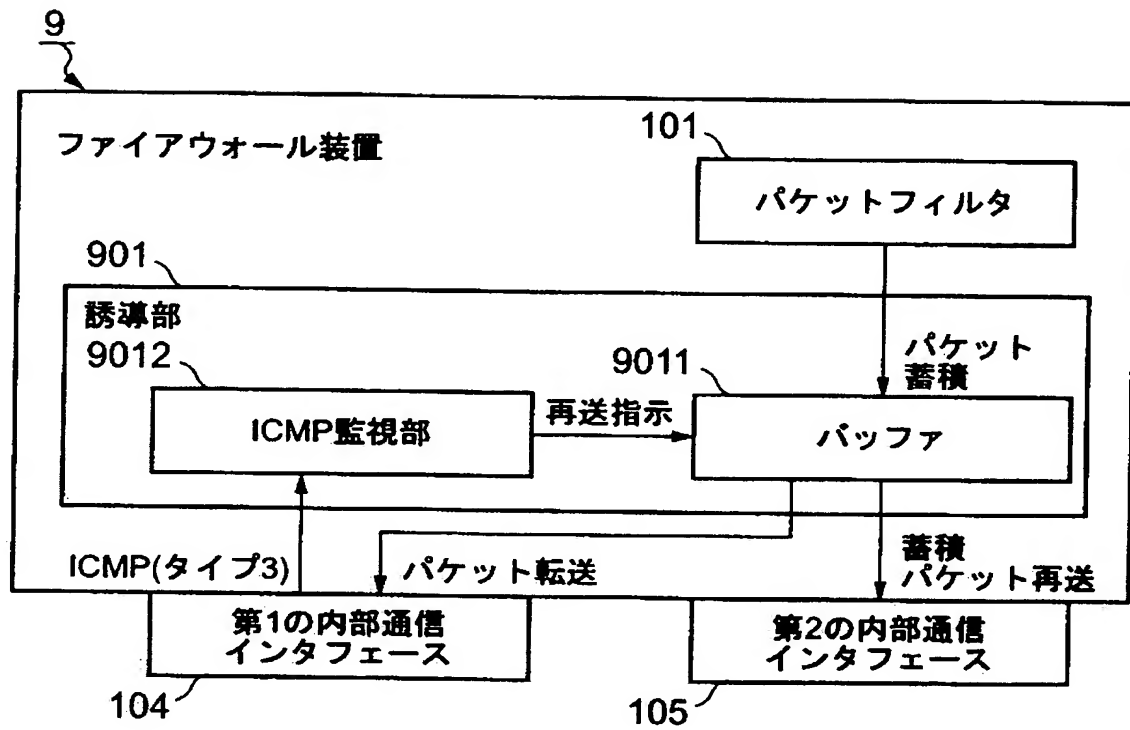 9
ファイアウォール装置
101
パケットフィルタ
901
誘導部
9012
ICMP監視部
再送指示
9011
バッファ
パケット
蓄積
ICMP(タイプ3)
パケット転送
蓄積
パケット再送
第1の内部通信
インタフェース
104
第2の内部通信
インタフェース
105